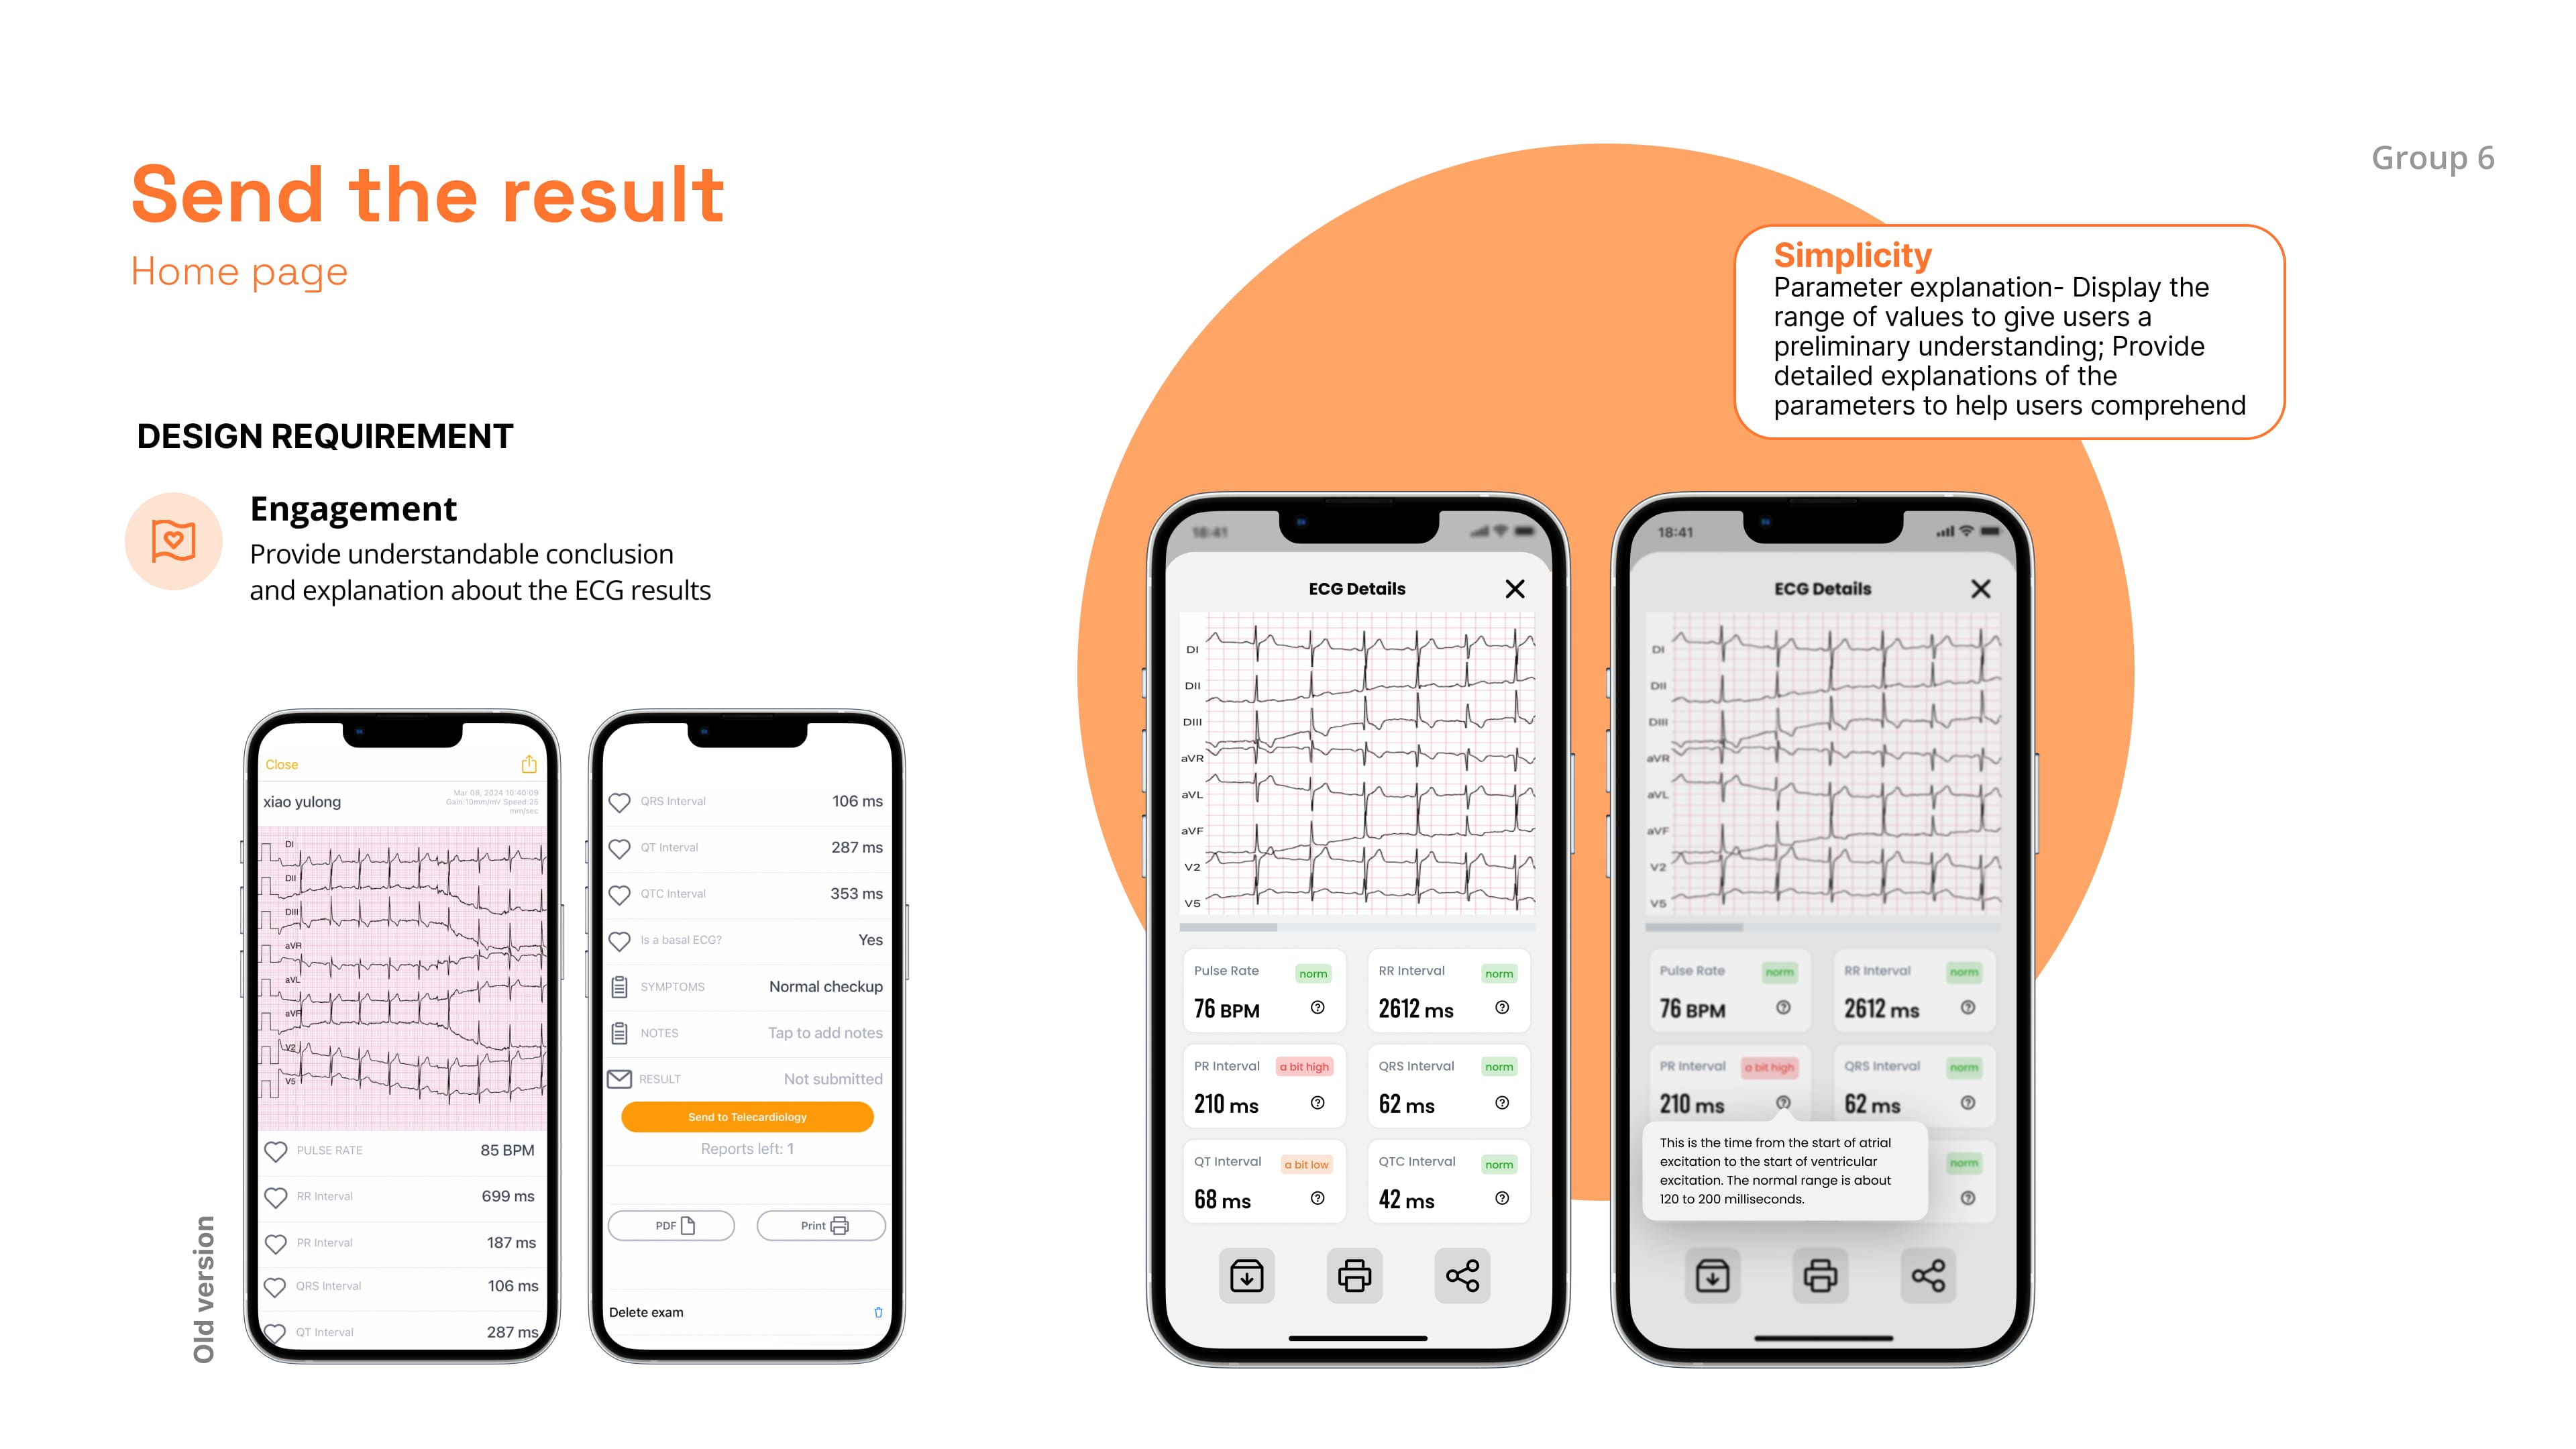 Group 6
Send the result
Home page
Simplicity
Parameter explanation- Display the
range of values to give users a
preliminary understanding; Provide
detailed explanations of the
parameters to help users comprehend
DESIGN REQUIREMENT
Engagement
Provide understandable conclusion
and explanation about the ECG results
Old version
Close
xiao yulong
Mar 08, 2024 10:40:09
Gain:10mm/mV Speed:25
mm/sec
DI
DII
DIII
aVR
aVL
aVF
V2
V5
PULSE RATE 85 BPM
RR Interval 699 ms
PR Interval 187 ms
QRS Interval 106 ms
QT Interval 287 ms
QRS Interval 106 ms
QT Interval 287 ms
QTC Interval 353 ms
Is a basal ECG? Yes
SYMPTOMS Normal checkup
NOTES Tap to add notes
RESULT Not submitted
Send to Telecardiology
Reports left: 1
PDF Print
Delete exam
18:41
ECG Details
DI
DII
DIII
aVR
aVL
aVF
V2
V5
Pulse Rate norm
76 BPM
RR Interval norm
2612 ms
PR Interval a bit high
210 ms
QRS Interval norm
62 ms
QT Interval a bit low
68 ms
QTC Interval norm
42 ms
18:41
ECG Details
DI
DII
DIII
aVR
aVL
aVF
V2
V5
Pulse Rate norm
76 BPM
RR Interval norm
2612 ms
PR Interval a bit high
210 ms
QRS Interval norm
62 ms
This is the time from the start of atrial
excitation to the start of ventricular
excitation. The normal range is about
120 to 200 milliseconds.
norm